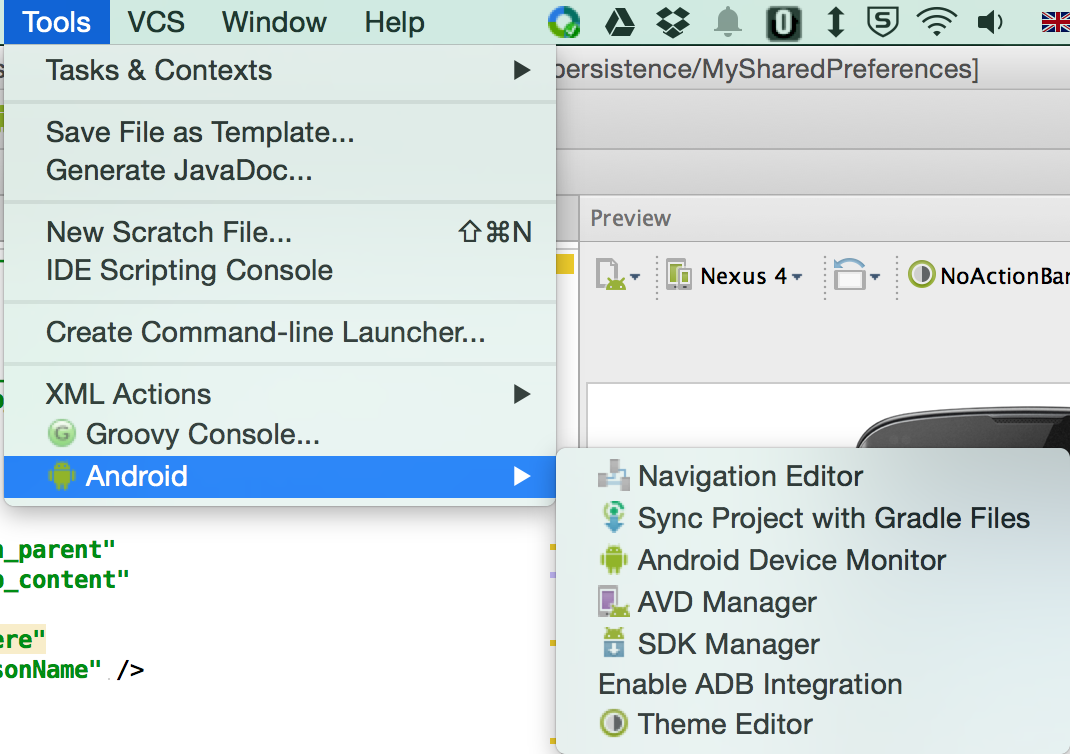 Tools VCS Window Help
Tasks & Contexts
persistence/MySharedPreferences]
Save File as Template...
Generate JavaDoc...
New Scratch File... ⇧⌘N
IDE Scripting Console
Create Command-line Launcher...
XML Actions
Groovy Console...
Android
Preview
Nexus 4 NoActionBar
Navigation Editor
Sync Project with Gradle Files
Android Device Monitor
AVD Manager
SDK Manager
Enable ADB Integration
Theme Editor
_parent"
_content"
ere"
sonName" />